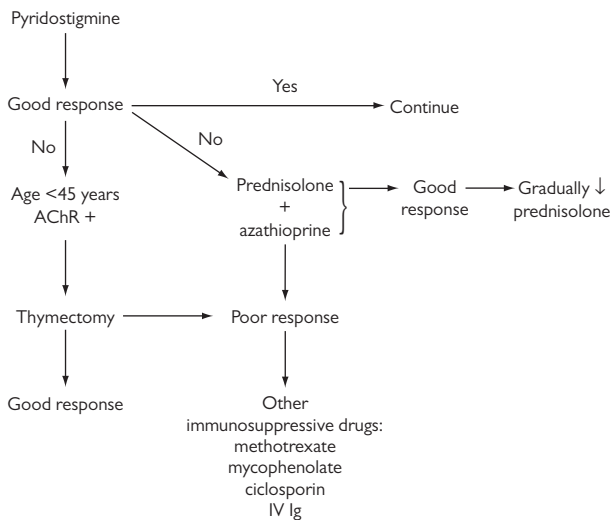 Pyridostigmine
Good response
Yes
Continue
No
No
Age <45 years
AChR +
Prednisolone
+
azathioprine
}
Good
response
Gradually ↓
prednisolone
Thymectomy
Poor response
Good response
Other
immunosuppressive drugs:
methotrexate
mycophenolate
ciclosporin
IV Ig